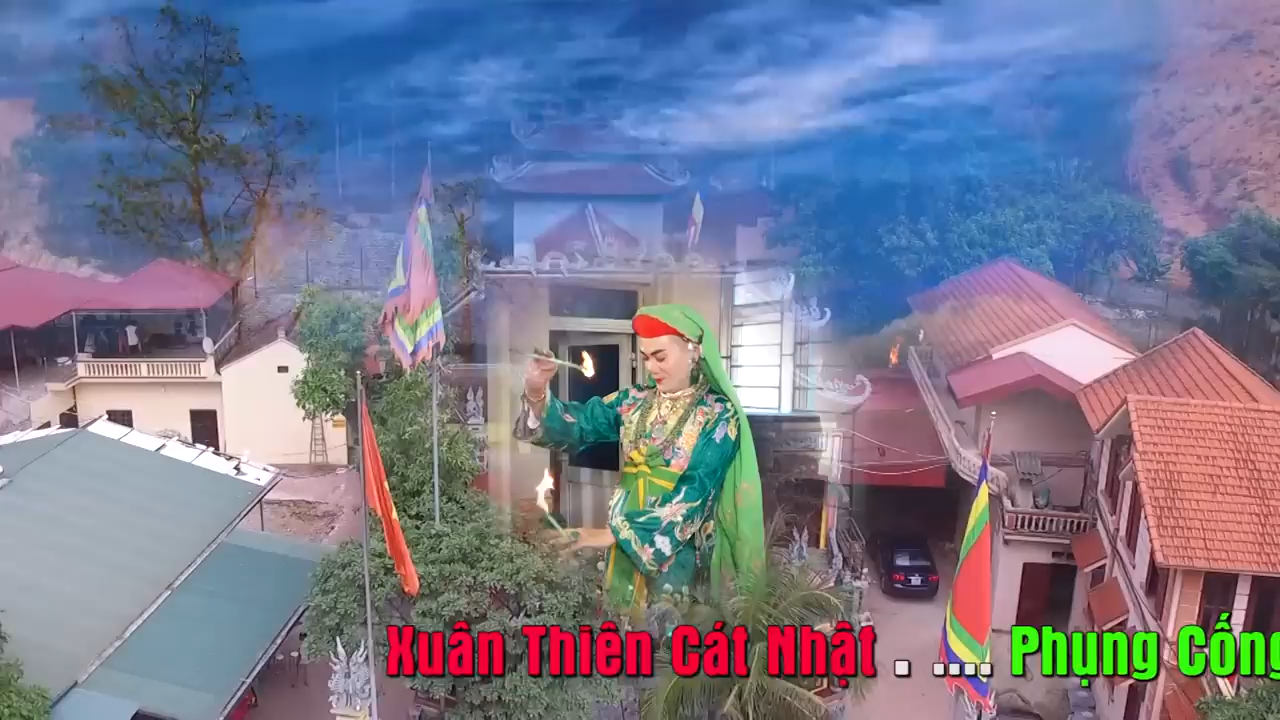 Xuân Thiên Cát Nhật . .... Phụng Cống